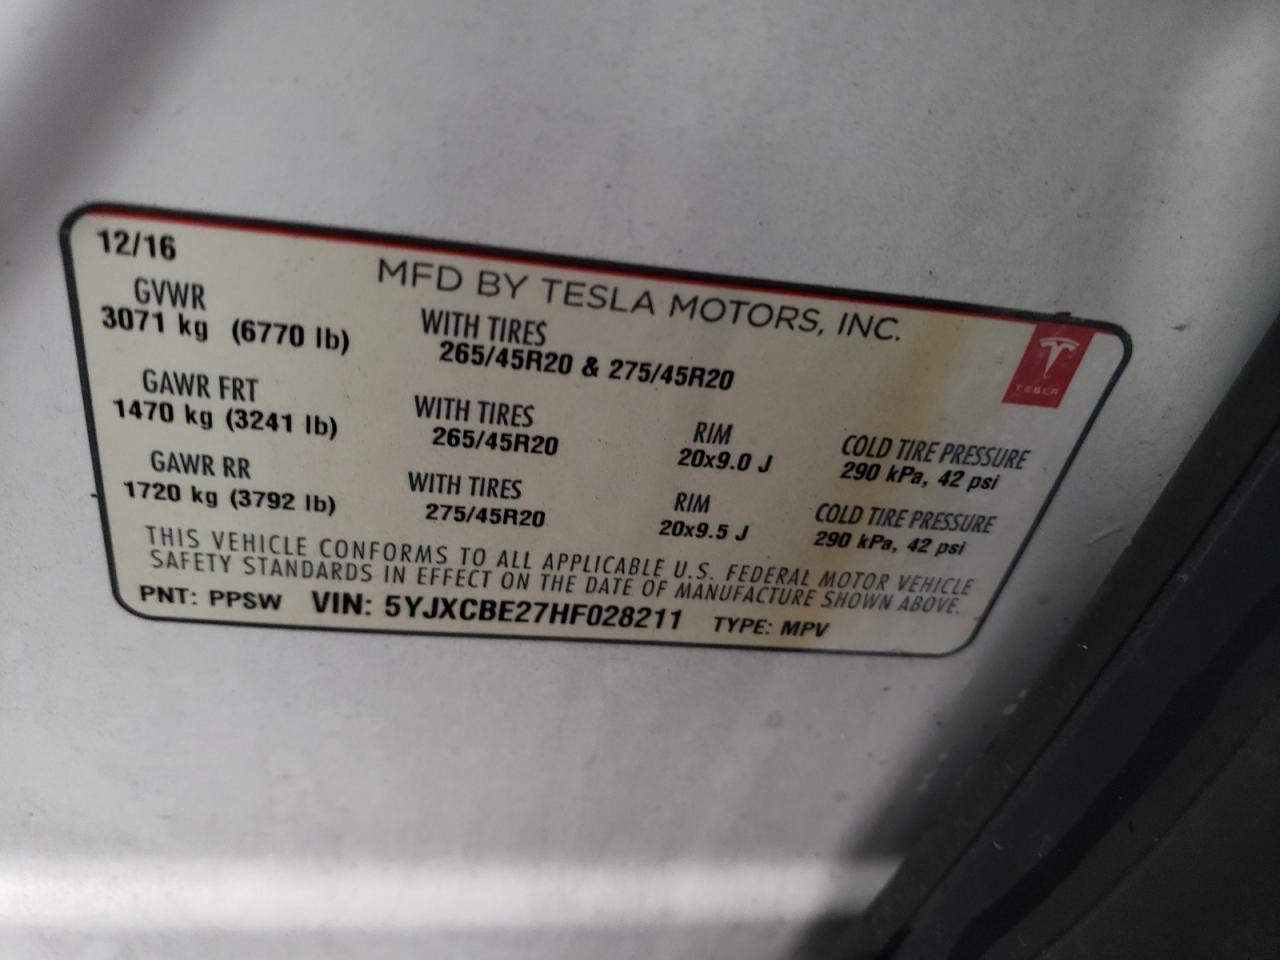 12/16
MFD BY TESLA MOTORS, INC.
GVWR
3071 kg (6770 lb)
WITH TIRES
265/45R20 & 275/45R20
TESLA
GAWR FRT
1470 kg (3241 lb)
WITH TIRES
265/45R20
RIM
20x9.0 J
COLD TIRE PRESSURE
290 kPa, 42 psi
GAWR RR
1720 kg (3792 lb)
WITH TIRES
275/45R20
RIM
20x9.5 J
COLD TIRE PRESSURE
290 kPa, 42 psi
THIS VEHICLE CONFORMS TO ALL APPLICABLE U.S. FEDERAL MOTOR VEHICLE
SAFETY STANDARDS IN EFFECT ON THE DATE OF MANUFACTURE SHOWN ABOVE.
PNT: PPSW VIN: 5YJXCBE27HF028211 TYPE: MPV